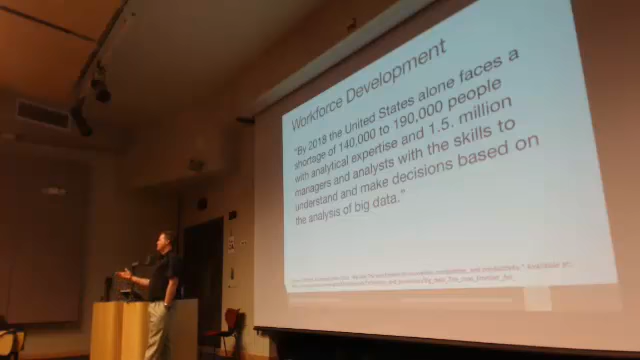 Workforce Development
"By 2018 the United States alone faces a
shortage of 140,000 to 190,000 people
with analytical expertise and 1.5. million
managers and analysts with the skills to
understand and make decisions based on
the analysis of big data."